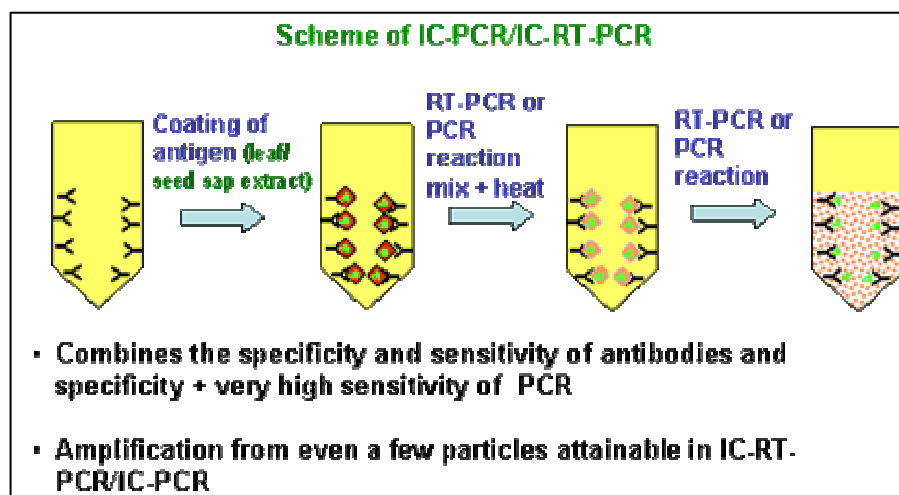 Scheme of IC-PCR/IC-RT-PCR
Coating of
antigen (leaf/
seed sap extract)
RT-PCR or
PCR
reaction
mix + heat
RT-PCR or
PCR
reaction
▪ Combines the specificity and sensitivity of antibodies and
specificity + very high sensitivity of PCR
▪ Amplification from even a few particles attainable in IC-RT-
PCR/IC-PCR